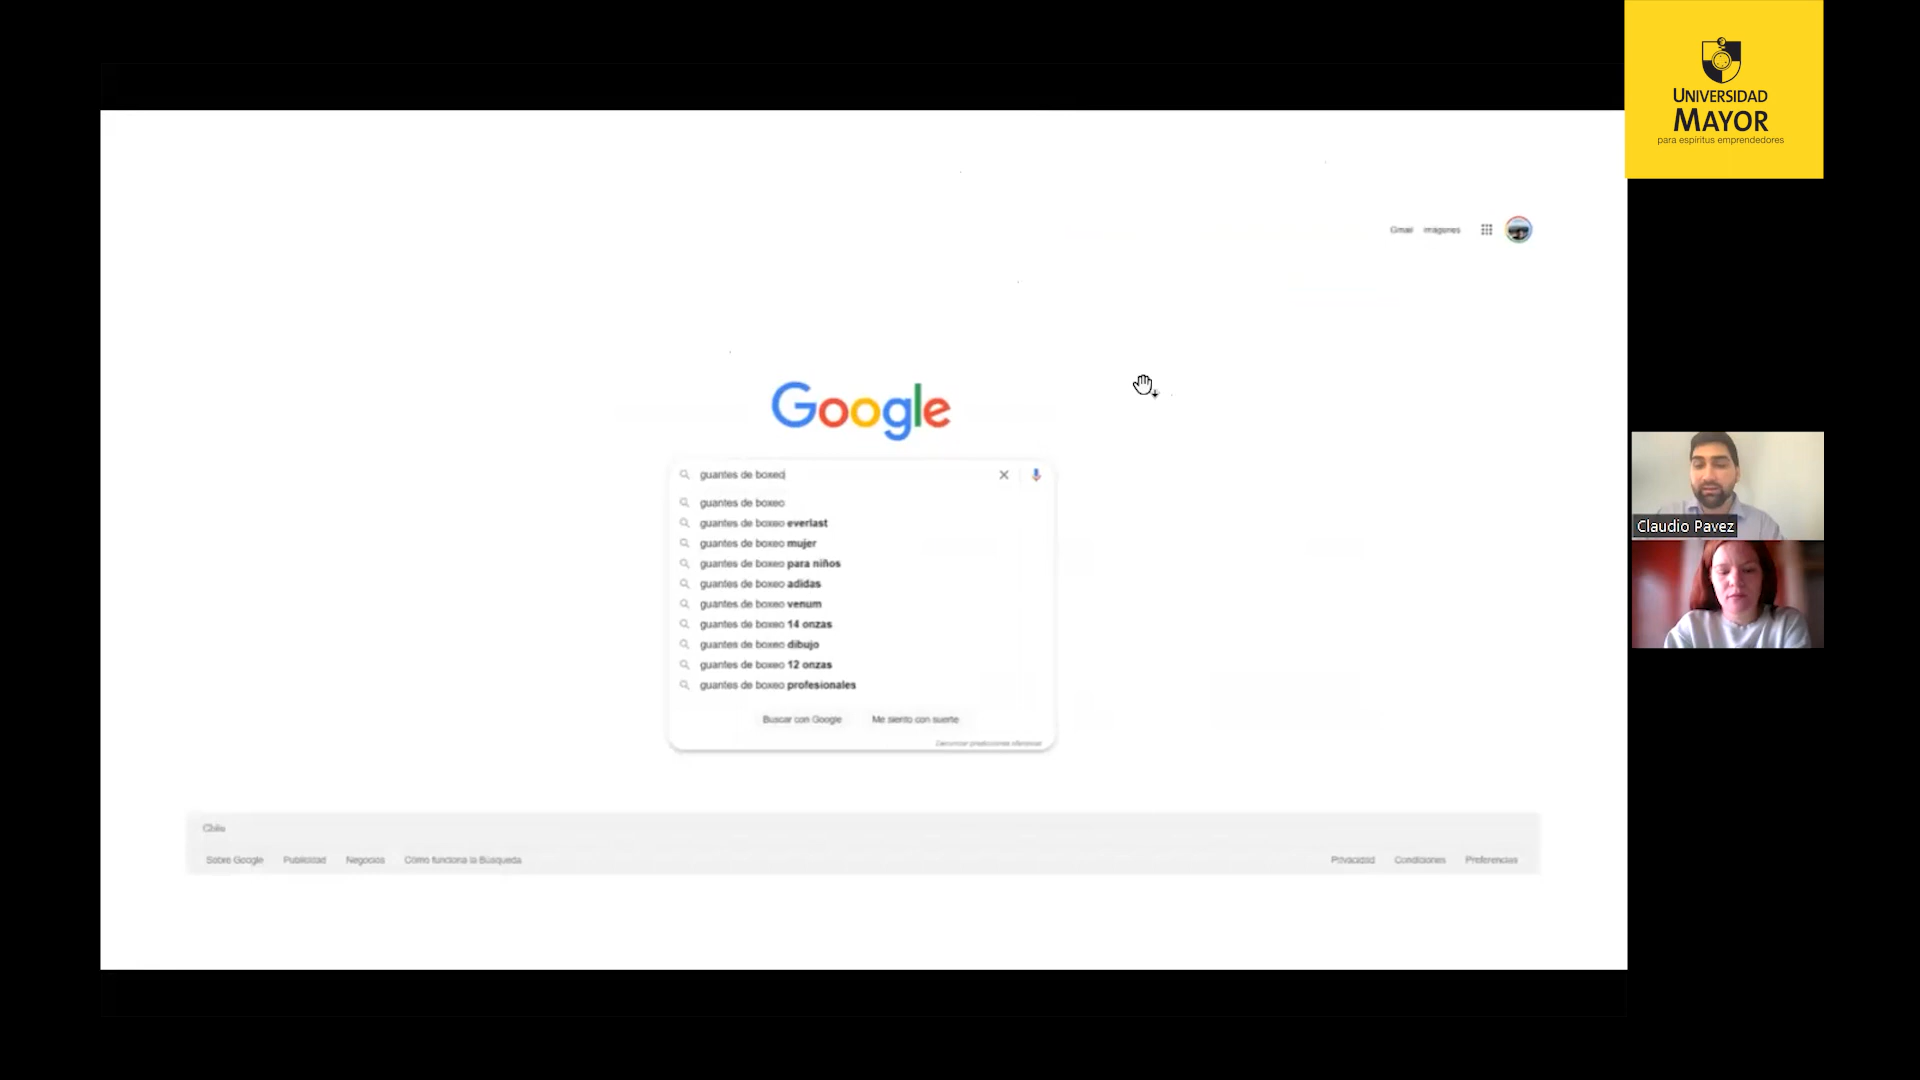 UNIVERSIDAD
MAYOR
para espíritus emprendedores
Gmail Imágenes
Google
guantes de boxeo
guantes de boxeo
guantes de boxeo everlast
guantes de boxeo mujer
guantes de boxeo para niños
guantes de boxeo adidas
guantes de boxeo venum
guantes de boxeo 14 onzas
guantes de boxeo dibujo
guantes de boxeo 12 onzas
guantes de boxeo profesionales
Buscar con Google Me siento con suerte
Claudio Pavez
Chile
Sobre Google Publicidad Negocios Cómo funciona la Búsqueda Privacidad Condiciones Preferencias